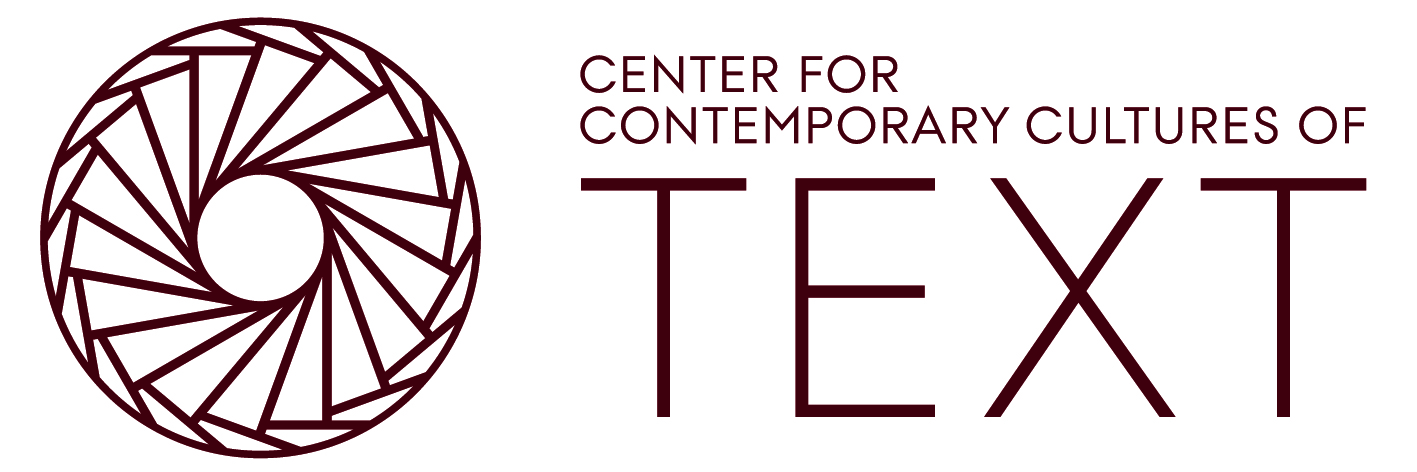 CENTER FOR
CONTEMPORARY CULTURES OF
TEXT